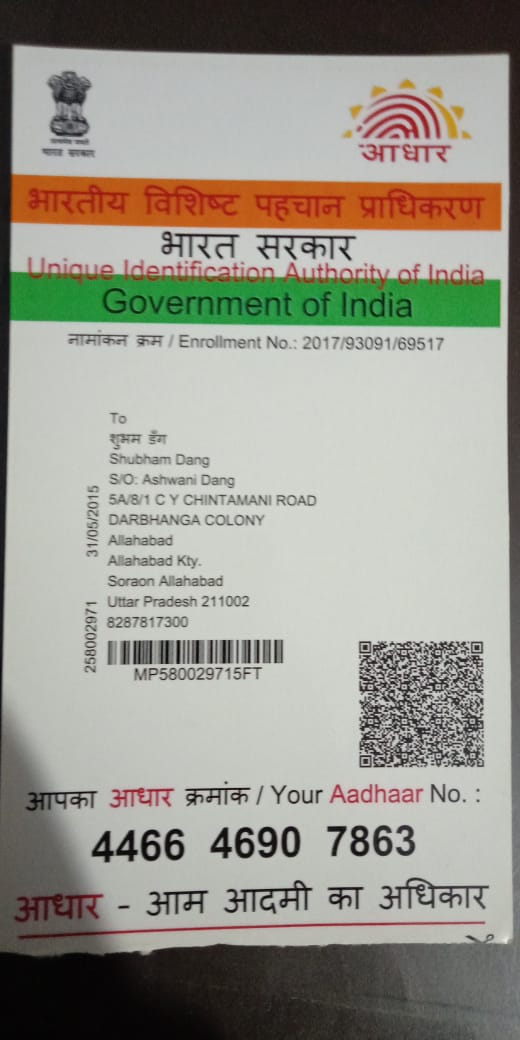 भारत सरकार
आधार
भारतीय विशिष्ट पहचान प्राधिकरण
भारत सरकार
Unique Identification Authority of India
Government of India
नामांकन क्रम / Enrollment No.: 2017/93091/69517
To
शुभम डँग
Shubham Dang
S/O: Ashwani Dang
5A/8/1 C Y CHINTAMANI ROAD
DARBHANGA COLONY
Allahabad
Allahabad Kty.
Soraon Allahabad
Uttar Pradesh 211002
8287817300
31/05/2015
258002971
MP580029715FT
आपका आधार क्रमांक / Your Aadhaar No. :
4466 4690 7863
आधार - आम आदमी का अधिकार